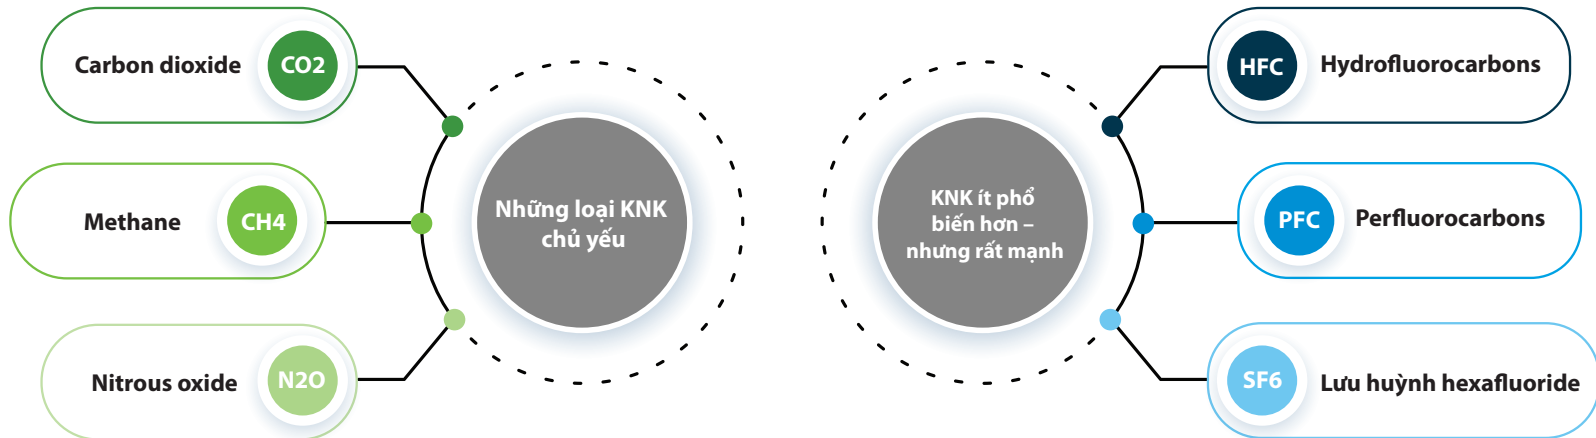 Carbon dioxide
CO2
Methane
CH4
Nitrous oxide
N2O
Những loại KNK
chủ yếu
KNK ít phổ
biến hơn –
nhưng rất mạnh
HFC
Hydrofluorocarbons
PFC
Perfluorocarbons
SF6
Lưu huỳnh hexafluoride